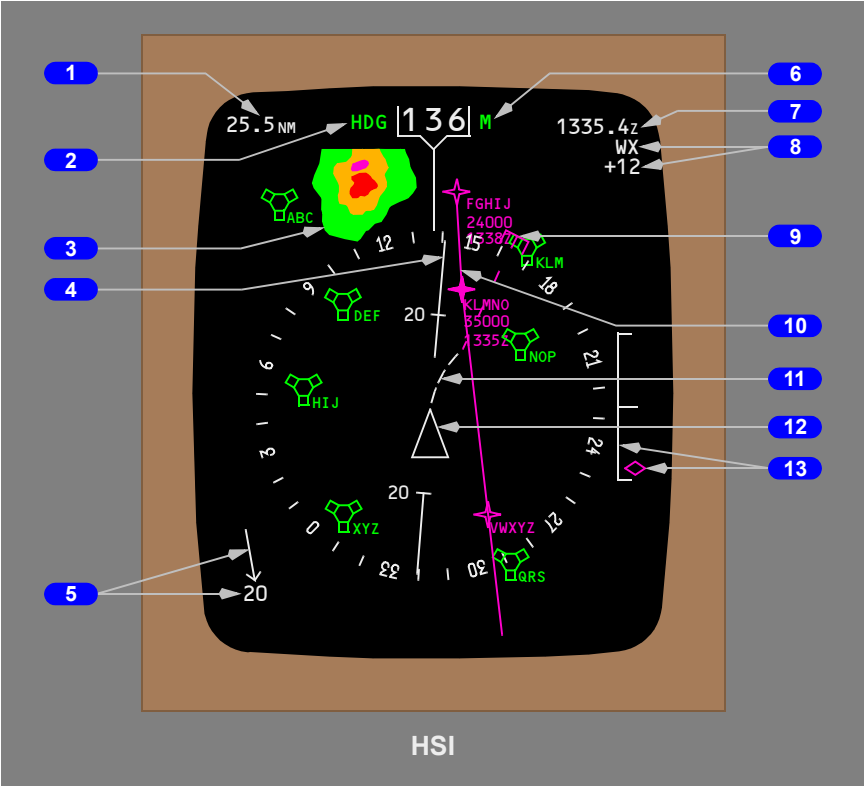 1
6
25.5 NM
HDG 136 M
1335.4z
7
WX
8
+12
2
FGHIJ
24000
1338z
ABC
3
12
15
9
KLM
4
9
18
KLMNO
35000
1335z
20
DEF
10
NOP
21
6
11
HIJ
12
24
3
13
20
XYZ
0
VWXYZ
27
33
30
QRS
5
20
HSI